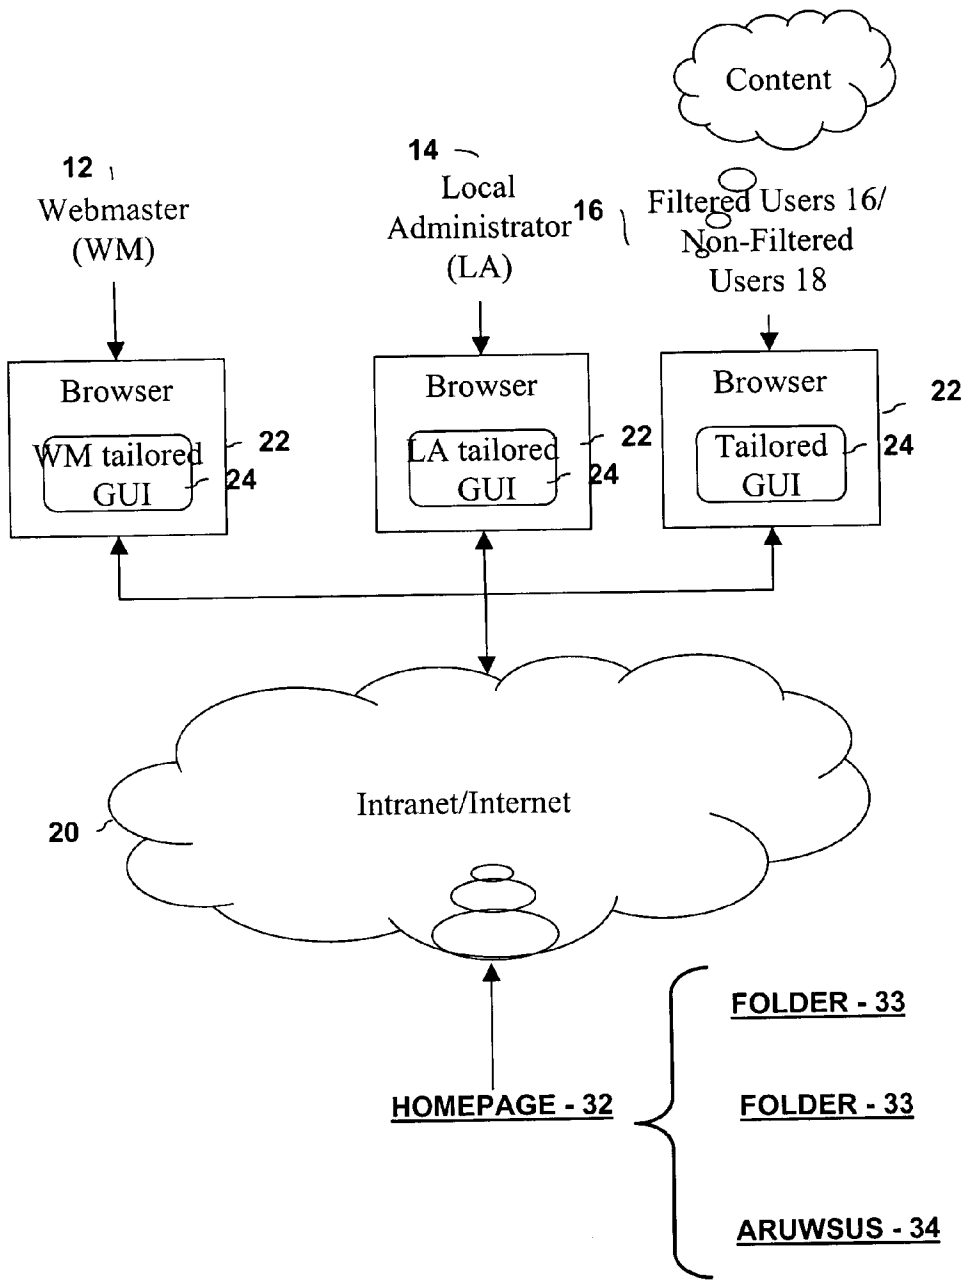 Content
12
Webmaster
(WM)
14
Local
Administrator
(LA)
16
Filtered Users 16/
Non-Filtered
Users 18
Browser
WM tailored
GUI
22
24
Browser
LA tailored
GUI
22
24
Browser
Tailored
GUI
22
24
Intranet/Internet
20
HOMEPAGE - 32
FOLDER - 33
FOLDER - 33
ARUWSUS - 34